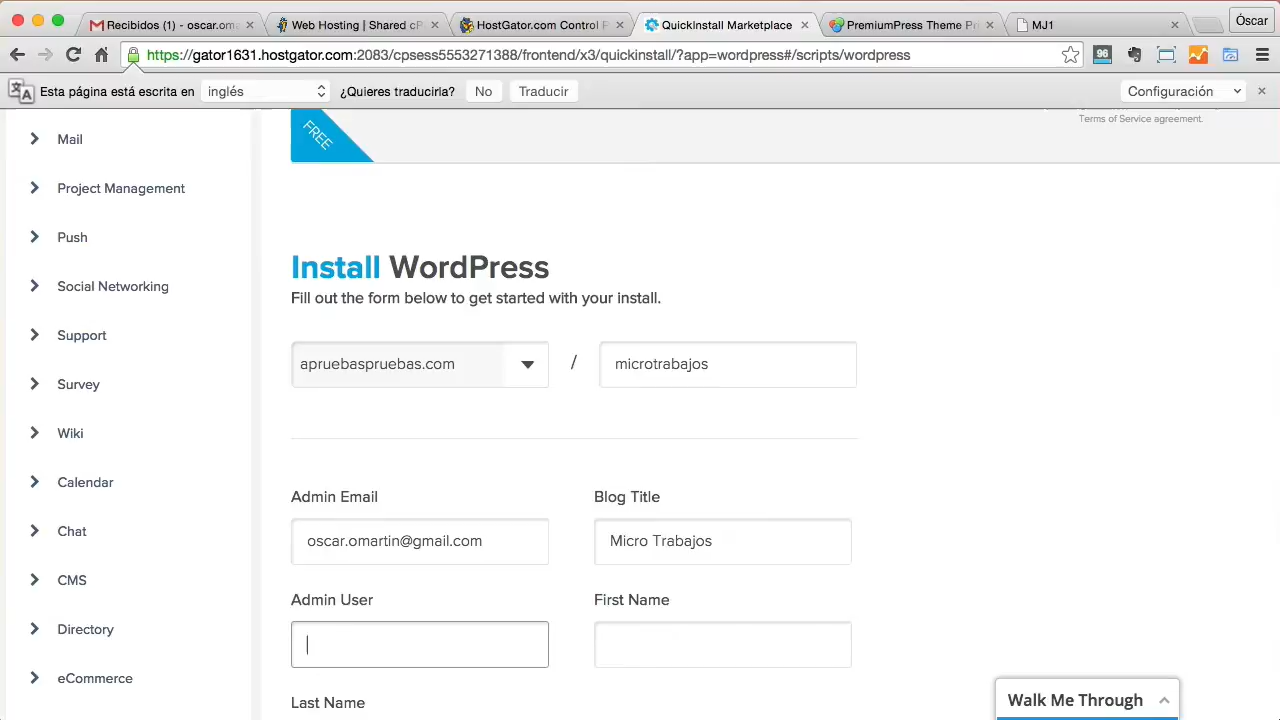 Recibidos (1) - oscar.oma
Web Hosting | Shared cP
HostGator.com Control P
QuickInstall Marketplace
PremiumPress Theme Po
MJ1
Óscar
https://gator1631.hostgator.com:2083/cpsess5553271388/frontend/x3/quickinstall/?app=wordpress#/scripts/wordpress
96
Esta página está escrita en
inglés
¿Quieres traducirla?
No
Traducir
Configuración
Terms of Service agreement.
FREE
Mail
Project Management
Push
Social Networking
Support
Survey
Wiki
Calendar
Chat
CMS
Directory
eCommerce
Install WordPress
Fill out the form below to get started with your install.
apruebaspruebas.com
/
microtrabajos
Admin Email
Blog Title
oscar.omartin@gmail.com
Micro Trabajos
Admin User
First Name
Last Name
Walk Me Through